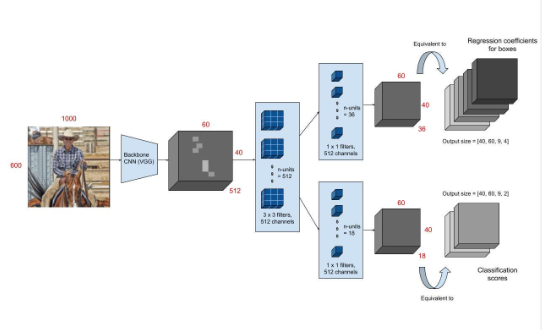 1000
600
Backbone
CNN (VGG)
60
40
512
n-units
= 512
3 x 3 filters,
512 channels
n-units
= 36
1 x 1 filters,
512 channels
60
40
36
Equivalent to
Regression coefficients
for boxes
Output size = [40, 60, 9, 4]
n-units
= 18
1 x 1 filters,
512 channels
60
40
18
Output size = [40, 60, 9, 2]
Classification
scores
Equivalent to